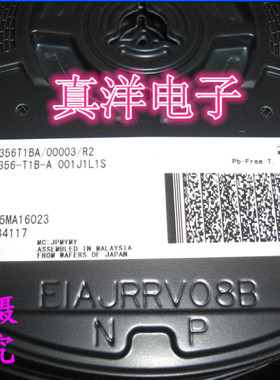 真洋电子
356T1BA/00003/R2
356-T1B-A 001J1L1S
Pb-Free T.
5MA16023
34117
MC:JPMYMY
ASSEMBLED IN MALAYSIA
FROM WAFERS OF JAPAN
EIAJRRV08B
N P
究